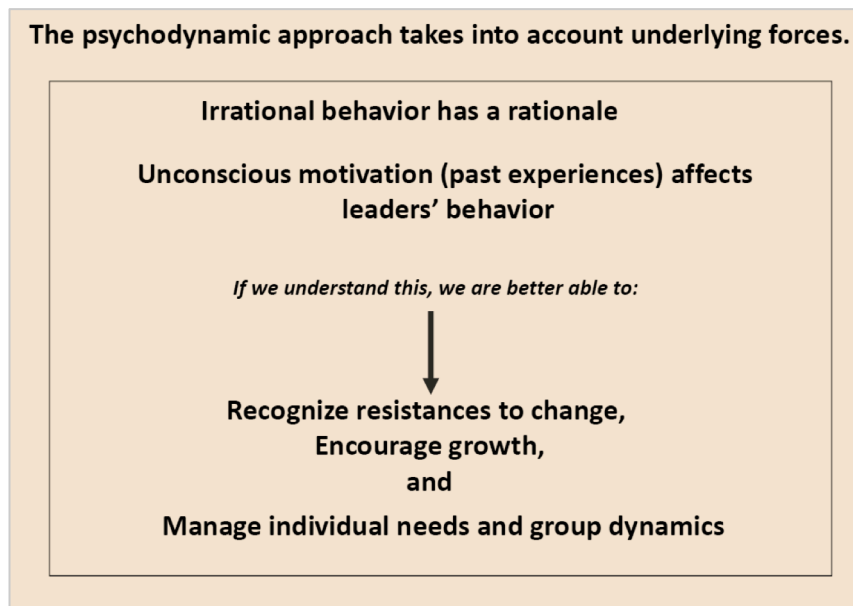 The psychodynamic approach takes into account underlying forces.
Irrational behavior has a rationale
Unconscious motivation (past experiences) affects
leaders’ behavior
If we understand this, we are better able to:
Recognize resistances to change,
Encourage growth,
and
Manage individual needs and group dynamics